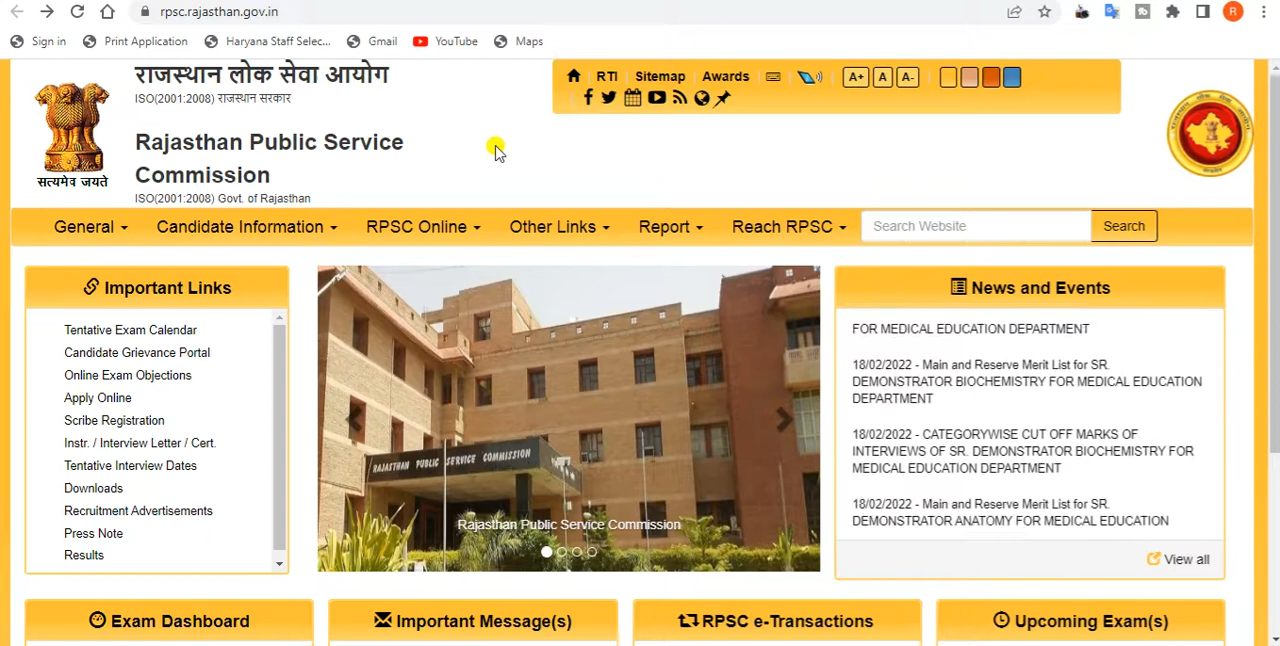 rpsc.rajasthan.gov.in
R
Sign in
Print Application
Haryana Staff Selec...
Gmail
YouTube
Maps
राजस्थान लोक सेवा आयोग
ISO(2001:2008) राजस्थान सरकार
Rajasthan Public Service
Commission
ISO(2001:2008) Govt. of Rajasthan
सत्यमेव जयते
RTI Sitemap Awards A+ A A-
General Candidate Information RPSC Online Other Links Report Reach RPSC Search Website Search
Important Links
Tentative Exam Calendar
Candidate Grievance Portal
Online Exam Objections
Apply Online
Scribe Registration
Instr. / Interview Letter / Cert.
Tentative Interview Dates
Downloads
Recruitment Advertisements
Press Note
Results
RAJASTHAN PUBLIC SERVICE COMMISSION
Rajasthan Public Service Commission
News and Events
FOR MEDICAL EDUCATION DEPARTMENT
18/02/2022 - Main and Reserve Merit List for SR.
DEMONSTRATOR BIOCHEMISTRY FOR MEDICAL EDUCATION
DEPARTMENT
18/02/2022 - CATEGORYWISE CUT OFF MARKS OF
INTERVIEWS OF SR. DEMONSTRATOR BIOCHEMISTRY FOR
MEDICAL EDUCATION DEPARTMENT
18/02/2022 - Main and Reserve Merit List for SR.
DEMONSTRATOR ANATOMY FOR MEDICAL EDUCATION
View all
Exam Dashboard
Important Message(s)
RPSC e-Transactions
Upcoming Exam(s)